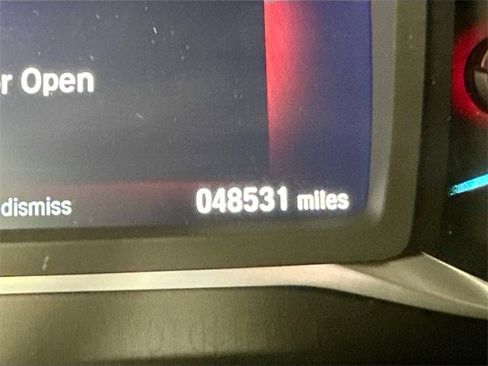 r Open
dismiss
048531 miles